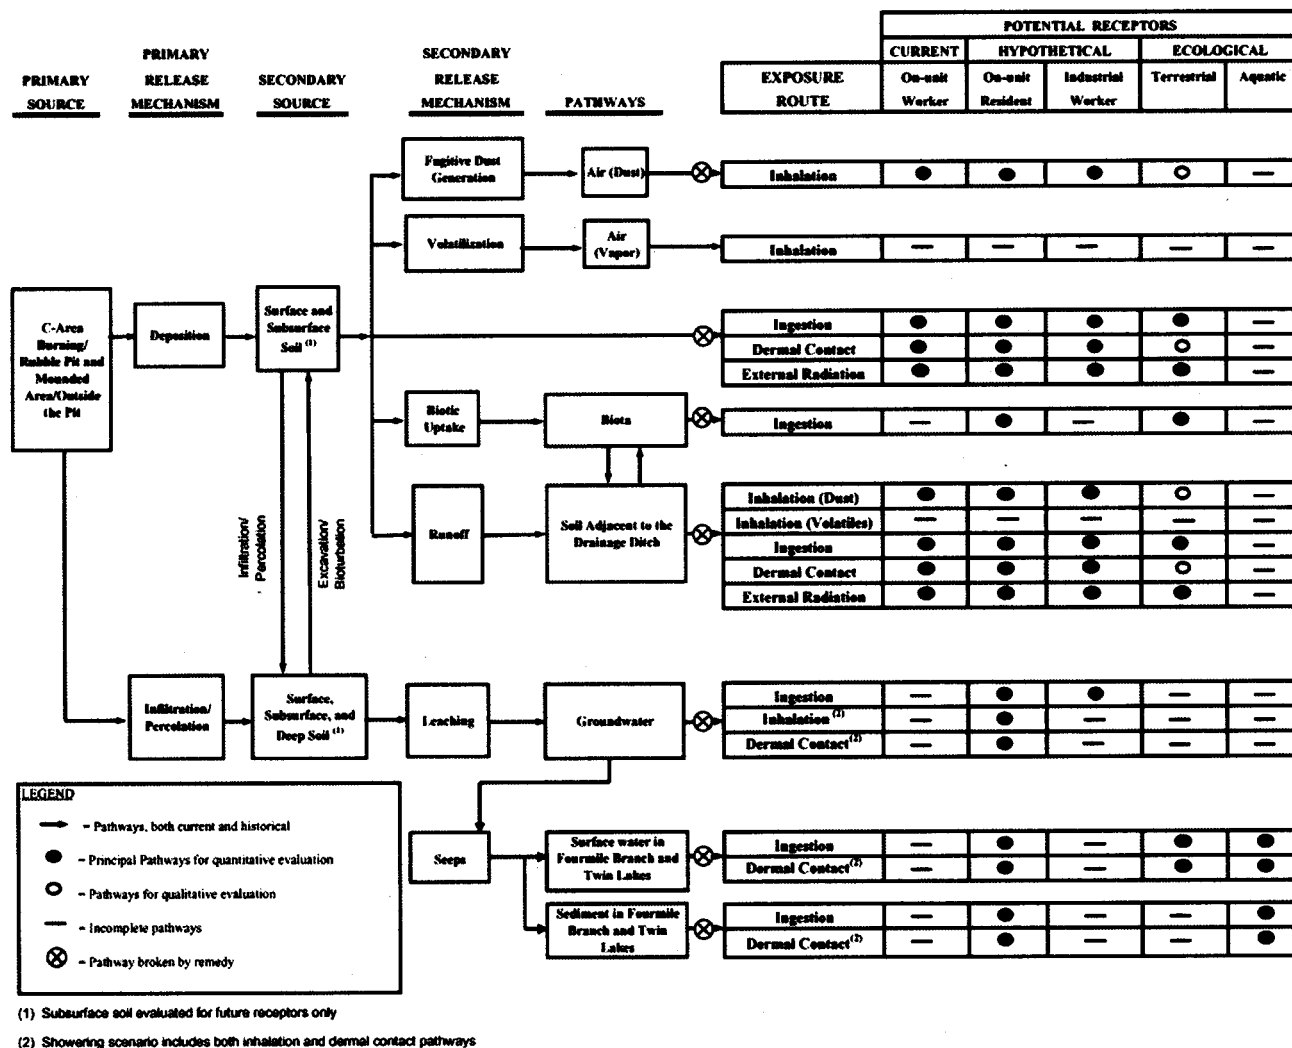 POTENTIAL RECEPTORS
CURRENT HYPOTHETICAL ECOLOGICAL
PRIMARY SOURCE
PRIMARY RELEASE MECHANISM
SECONDARY SOURCE
SECONDARY RELEASE MECHANISM
PATHWAYS
EXPOSURE ROUTE
On-unit Worker
On-unit Resident
Industrial Worker
Terrestrial
Aquatic
Fugitive Dust
Generation
Air (Dust)
Inhalation
Volatilization
Air
(Vapor)
Inhalation
C-Area
Burning/
Rubble Pit and
Mounded
Area/Outside
the Pit
Deposition
Surface and
Subsurface
Soil (1)
Ingestion
Dermal Contact
External Radiation
Biotic
Uptake
Biota
Ingestion
Infiltration/
Percolation
Excavation/
Bioturbation
Runoff
Soil Adjacent to the
Drainage Ditch
Inhalation (Dust)
Inhalation (Volatiles)
Ingestion
Dermal Contact
External Radiation
Infiltration/
Percolation
Surface,
Subsurface, and
Deep Soil (1)
Leaching
Groundwater
Ingestion
Inhalation (2)
Dermal Contact(2)
Seeps
Surface water in
Fourmile Branch and
Twin Lakes
Ingestion
Dermal Contact(2)
Sediment in Fourmile
Branch and Twin
Lakes
Ingestion
Dermal Contact(2)
LEGEND
= Pathways, both current and historical
= Principal Pathways for quantitative evaluation
= Pathways for qualitative evaluation
= Incomplete pathways
= Pathway broken by remedy
(1) Subsurface soil evaluated for future receptors only
(2) Showering scenario includes both inhalation and dermal contact pathways